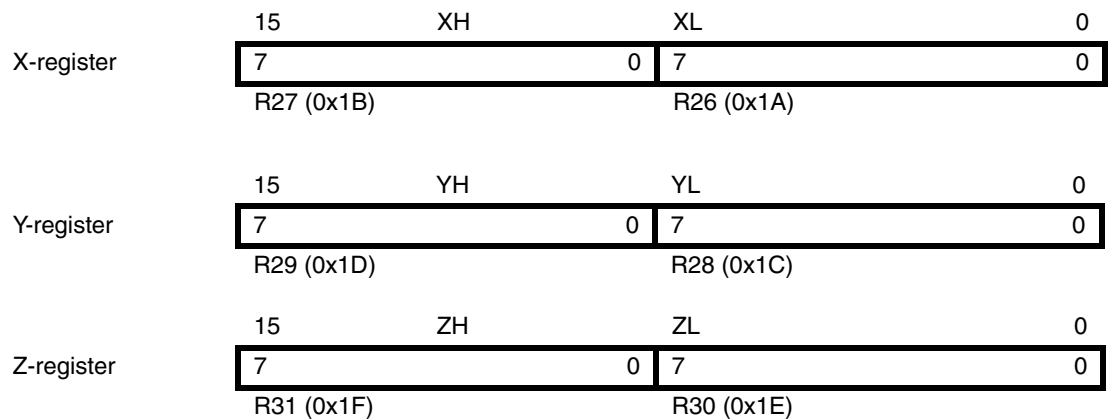 15 XH XL 0
X-register 7 0 7 0
R27 (0x1B) R26 (0x1A)
15 YH YL 0
Y-register 7 0 7 0
R29 (0x1D) R28 (0x1C)
15 ZH ZL 0
Z-register 7 0 7 0
R31 (0x1F) R30 (0x1E)